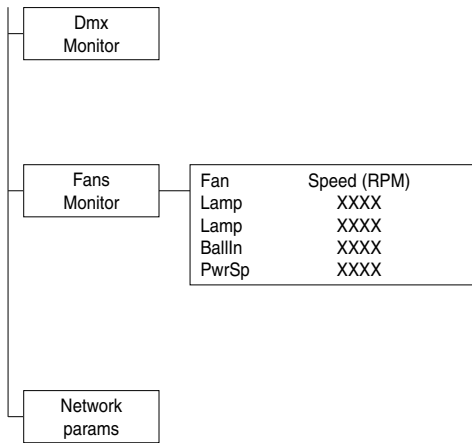 Dmx
Monitor
Fans
Monitor
Fan Speed (RPM)
Lamp XXXX
Lamp XXXX
BallIn XXXX
PwrSp XXXX
Network
params